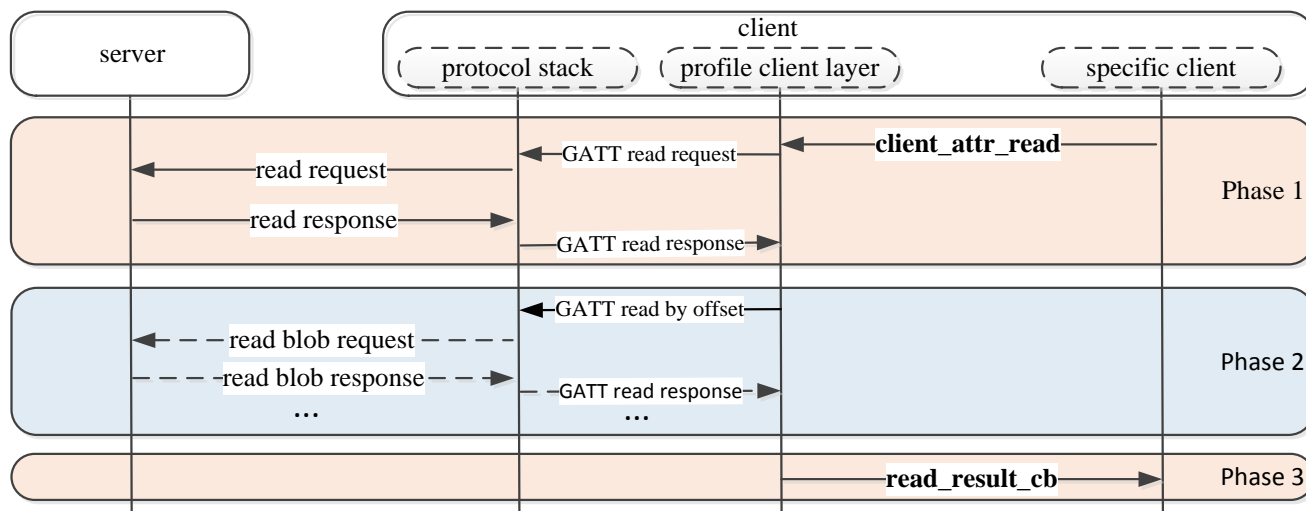 client
server
protocol stack
profile client layer
specific client
client_attr_read
GATT read request
read request
Phase 1
read response
GATT read response
GATT read by offset
read blob request
Phase 2
read blob response
GATT read response
...
...
read_result_cb
Phase 3